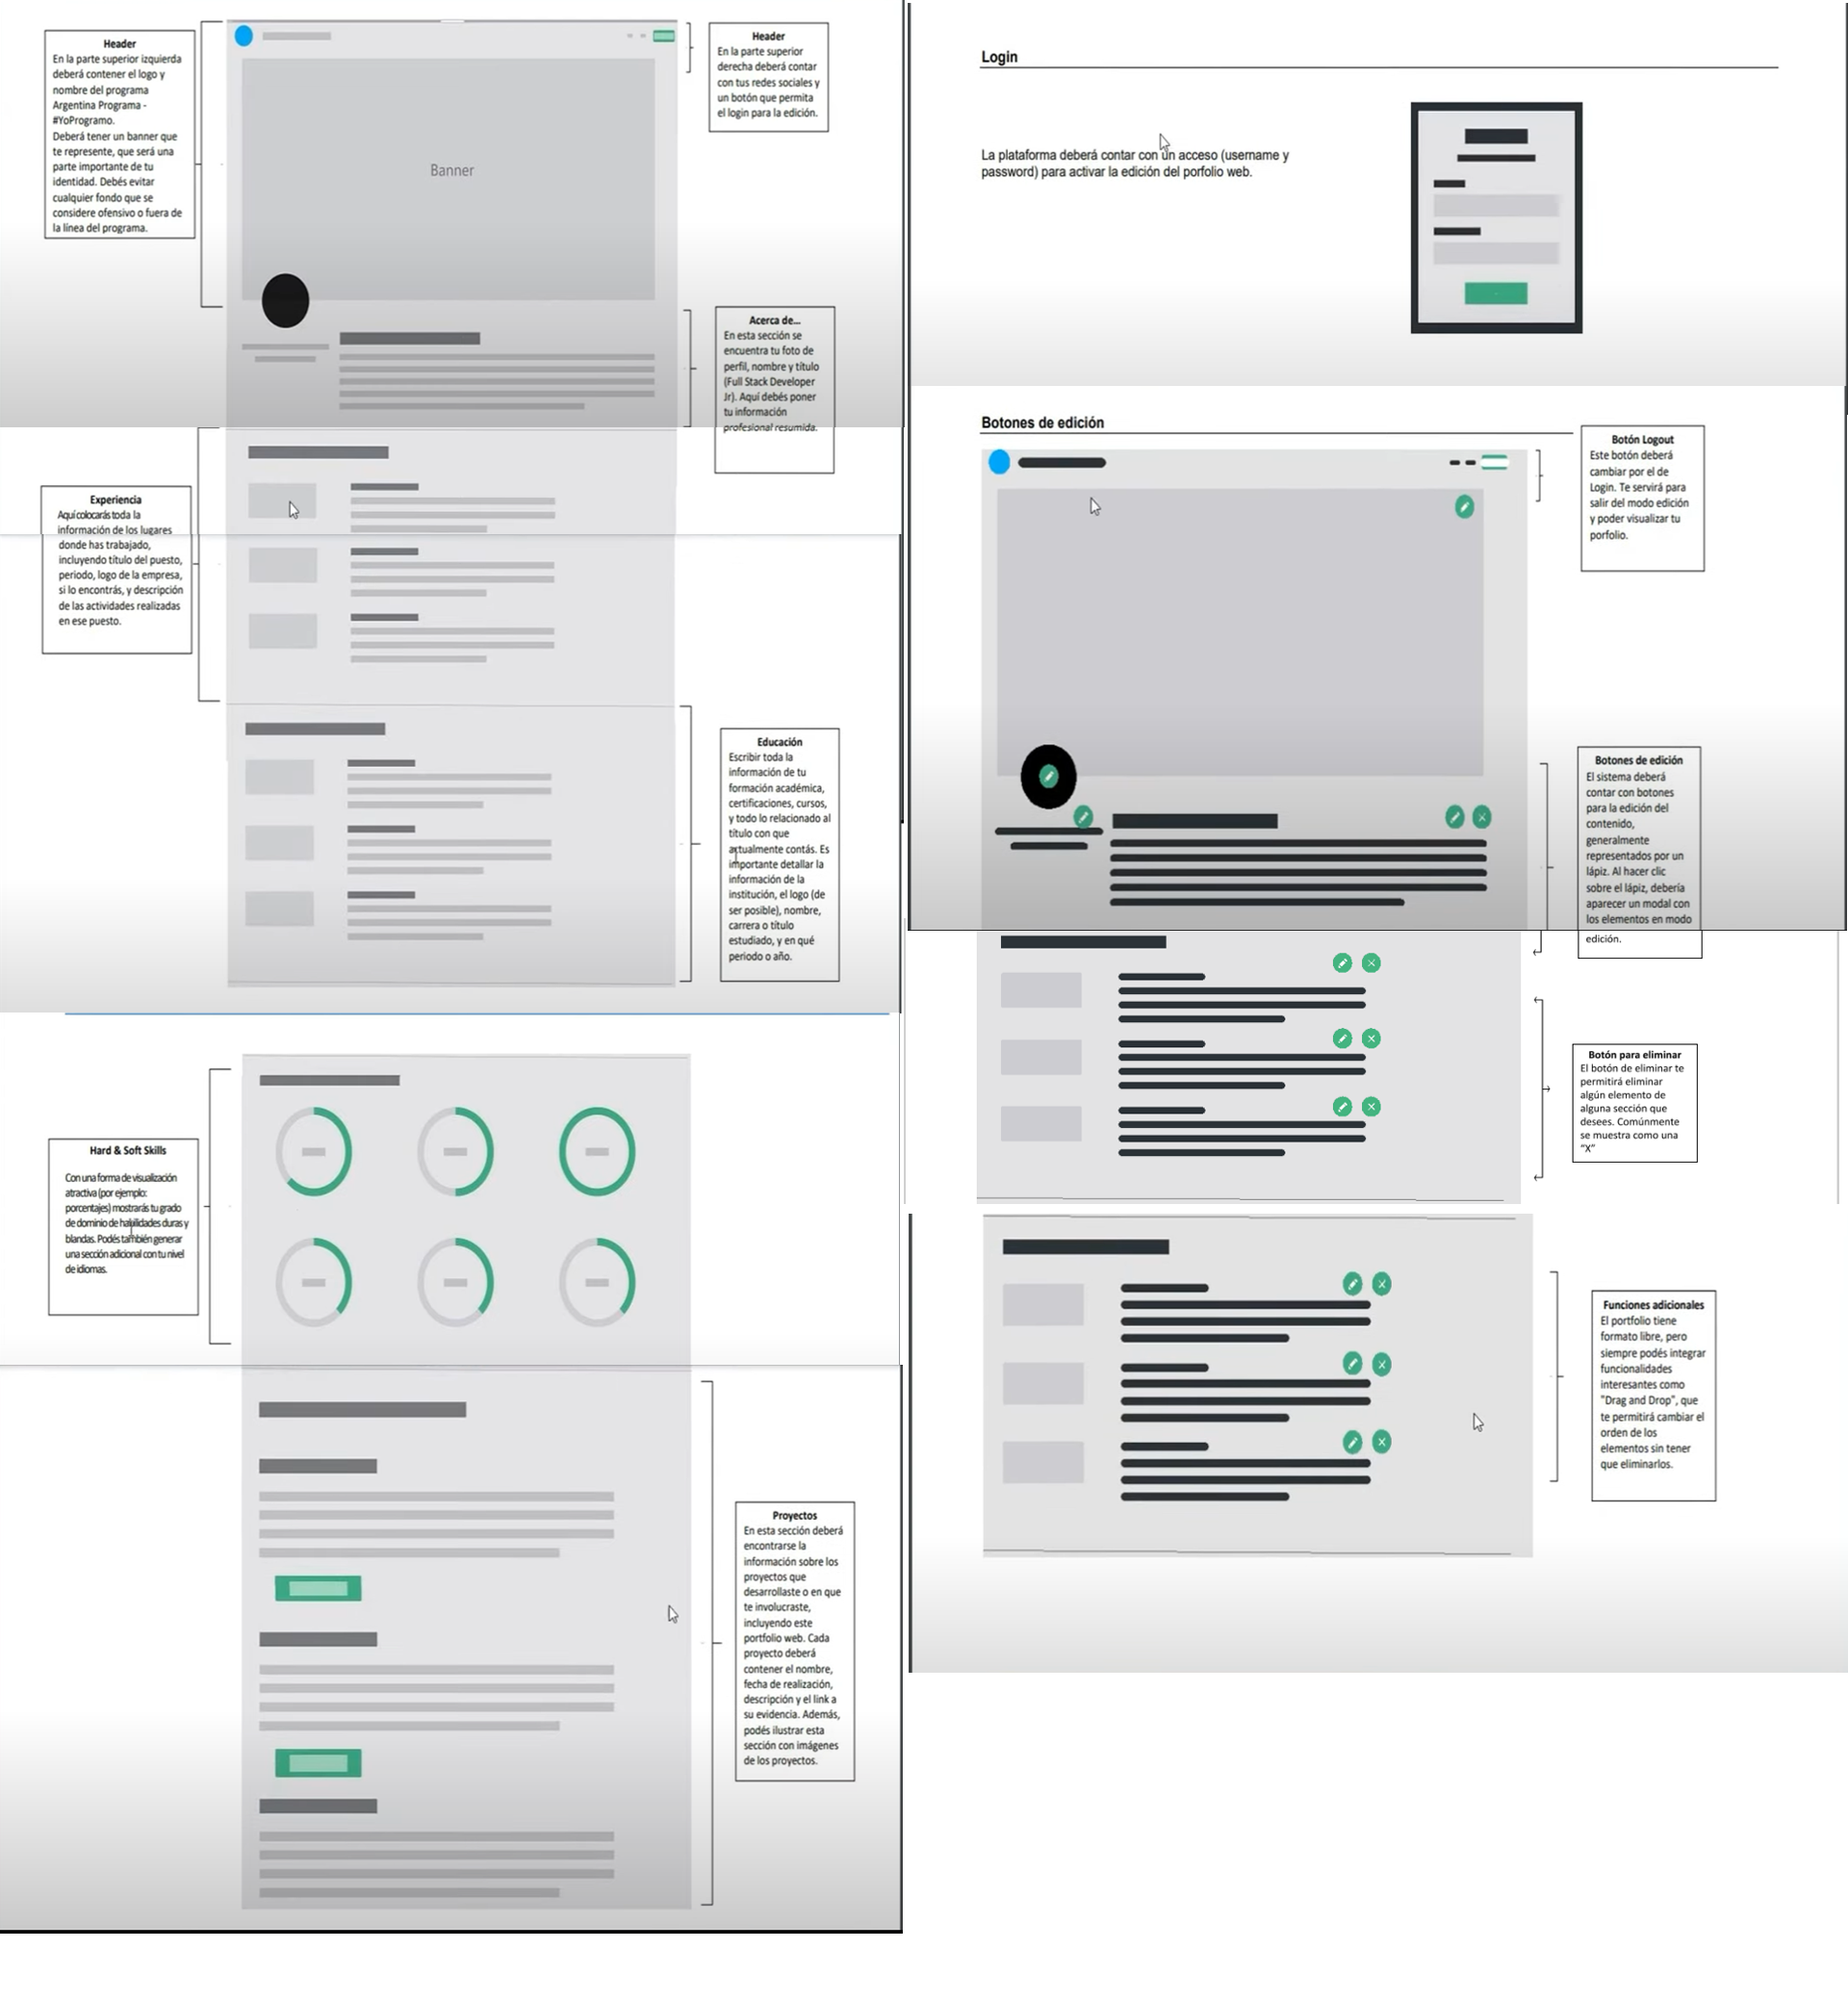 Header
En la parte superior izquierda
deberá contener el logo y
nombre del programa
Argentina Programa -
#YoProgramo.
Deberá tener un banner que
te represente, que será una
parte importante de tu
identidad. Debés evitar
cualquier fondo que se
considere ofensivo o fuera de
la línea del programa.
Banner
Header
En la parte superior
derecha deberá contar
con tus redes sociales y
un botón que permita
el login para la edición.
Acerca de...
En esta sección se
encuentra tu foto de
perfil, nombre y título
(Full Stack Developer
Jr). Aquí debés poner
tu información
profesional resumida.
Experiencia
Aquí colocarás toda la
información de los lugares
donde has trabajado,
incluyendo título del puesto,
periodo, logo de la empresa,
si lo encontrás, y descripción
de las actividades realizadas
en ese puesto.
Educación
Escribir toda la
información de tu
formación académica,
certificaciones, cursos,
y todo lo relacionado al
título con que
actualmente contás. Es
importante detallar la
información de la
institución, el logo (de
ser posible), nombre,
carrera o título
estudiado, y en qué
periodo o año.
Hard & Soft Skills
Con una forma de visualización
atractiva (por ejemplo:
porcentajes) mostrarás tu grado
de dominio de habilidades duras y
blandas. Podés también generar
una sección adicional con tu nivel
de idiomas.
Proyectos
En esta sección deberá
encontrarse la
información sobre los
proyectos que
desarrollaste o en que
te involucraste,
incluyendo este
portfolio web. Cada
proyecto deberá
contener el nombre,
fecha de realización,
descripción y el link a
su evidencia. Además,
podés ilustrar esta
sección con imágenes
de los proyectos.
Login
La plataforma deberá contar con un acceso (username y
password) para activar la edición del porfolio web.
Botones de edición
Botón Logout
Este botón deberá
cambiar por el de
Login. Te servirá para
salir del modo edición
y poder visualizar tu
porfolio.
Botones de edición
El sistema deberá
contar con botones
para la edición del
contenido,
generalmente
representados por un
lápiz. Al hacer clic
sobre el lápiz, debería
aparecer un modal con
los elementos en modo
edición.
Botón para eliminar
El botón de eliminar te
permitirá eliminar
algún elemento de
alguna sección que
desees. Comúnmente
se muestra como una
“X”
Funciones adicionales
El portfolio tiene
formato libre, pero
siempre podés integrar
funcionalidades
interesantes como
"Drag and Drop", que
te permitirá cambiar el
orden de los
elementos sin tener
que eliminarlos.